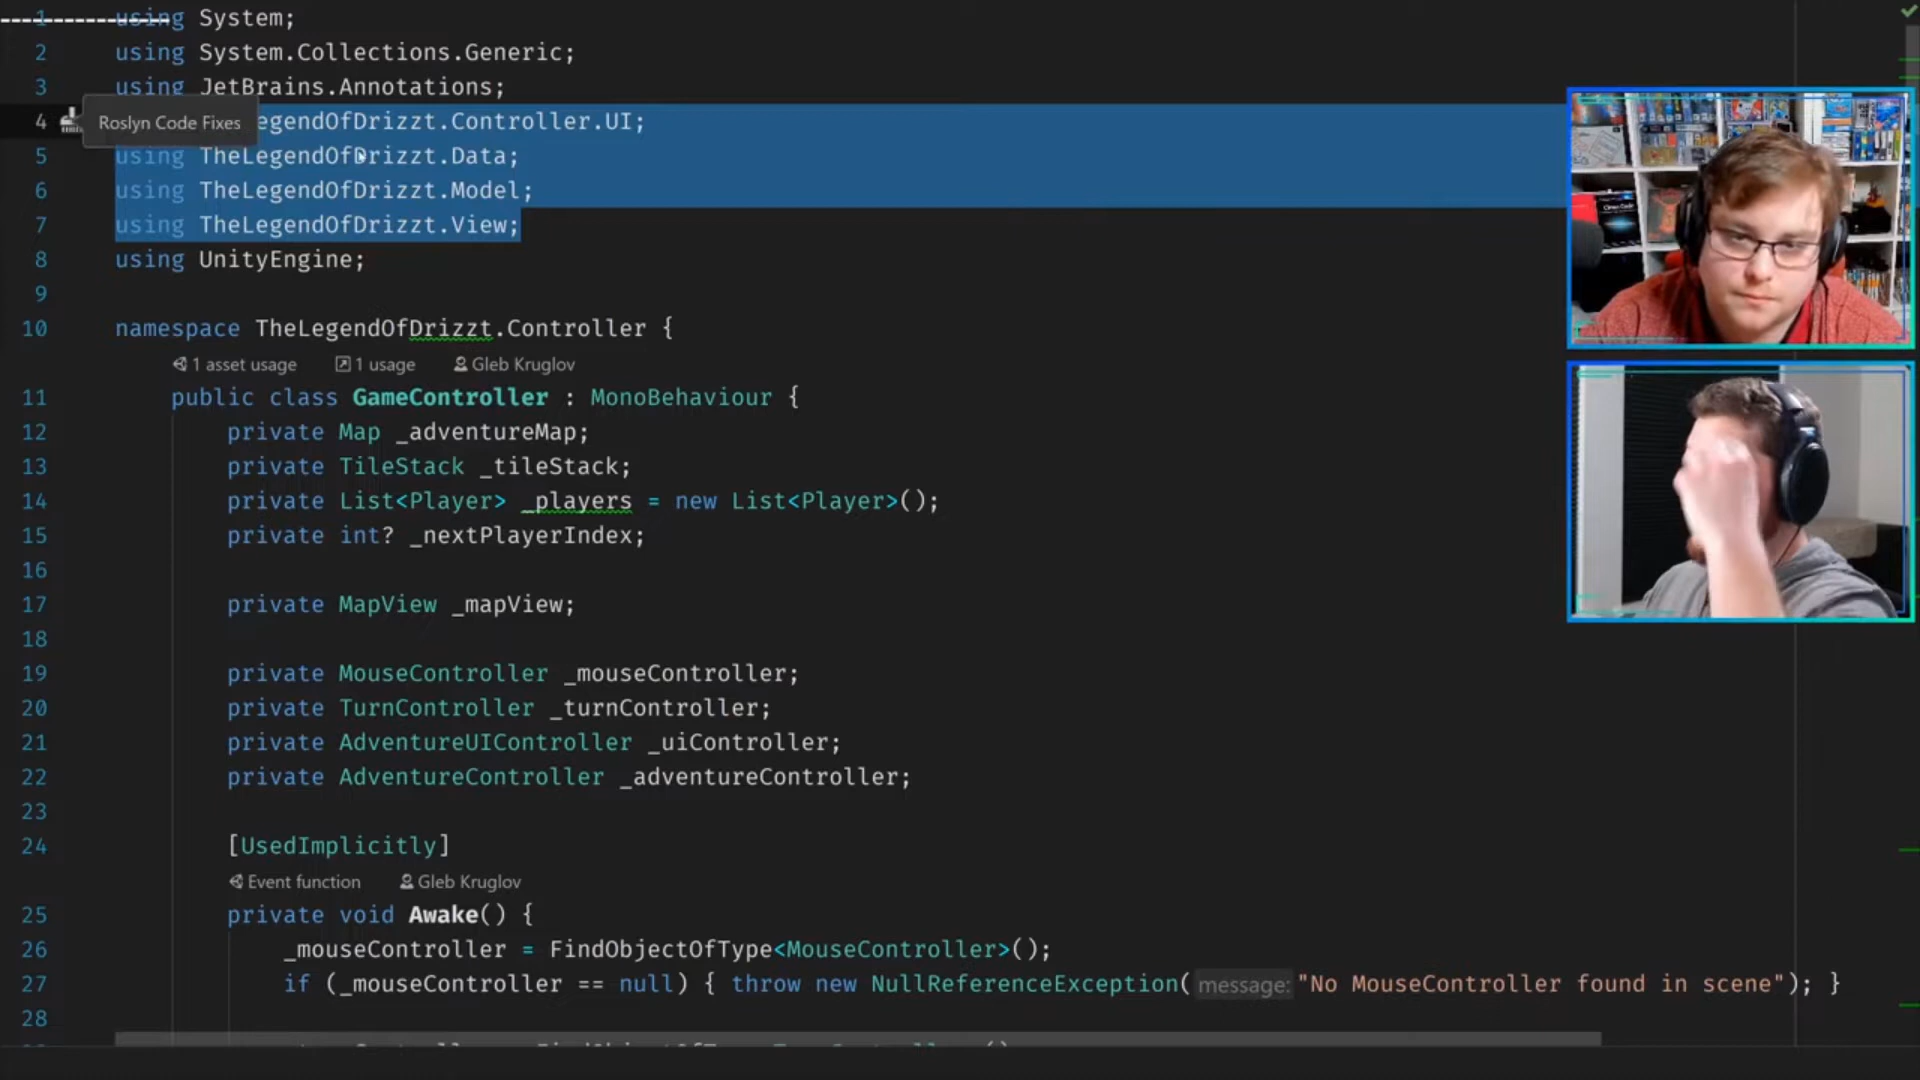 1 using System;
2 using System.Collections.Generic;
3 using JetBrains.Annotations;
4 Roslyn Code Fixes egendOfDrizzt.Controller.UI;
5 using TheLegendOfDrizzt.Data;
6 using TheLegendOfDrizzt.Model;
7 using TheLegendOfDrizzt.View;
8 using UnityEngine;
9
10 namespace TheLegendOfDrizzt.Controller {
1 asset usage 1 usage Gleb Kruglov
11 public class GameController : MonoBehaviour {
12 private Map _adventureMap;
13 private TileStack _tileStack;
14 private List<Player> _players = new List<Player>();
15 private int? _nextPlayerIndex;
16
17 private MapView _mapView;
18
19 private MouseController _mouseController;
20 private TurnController _turnController;
21 private AdventureUIController _uiController;
22 private AdventureController _adventureController;
23
24 [UsedImplicitly]
Event function Gleb Kruglov
25 private void Awake() {
26 _mouseController = FindObjectOfType<MouseController>();
27 if (_mouseController == null) { throw new NullReferenceException( message: "No MouseController found in scene"); }
28